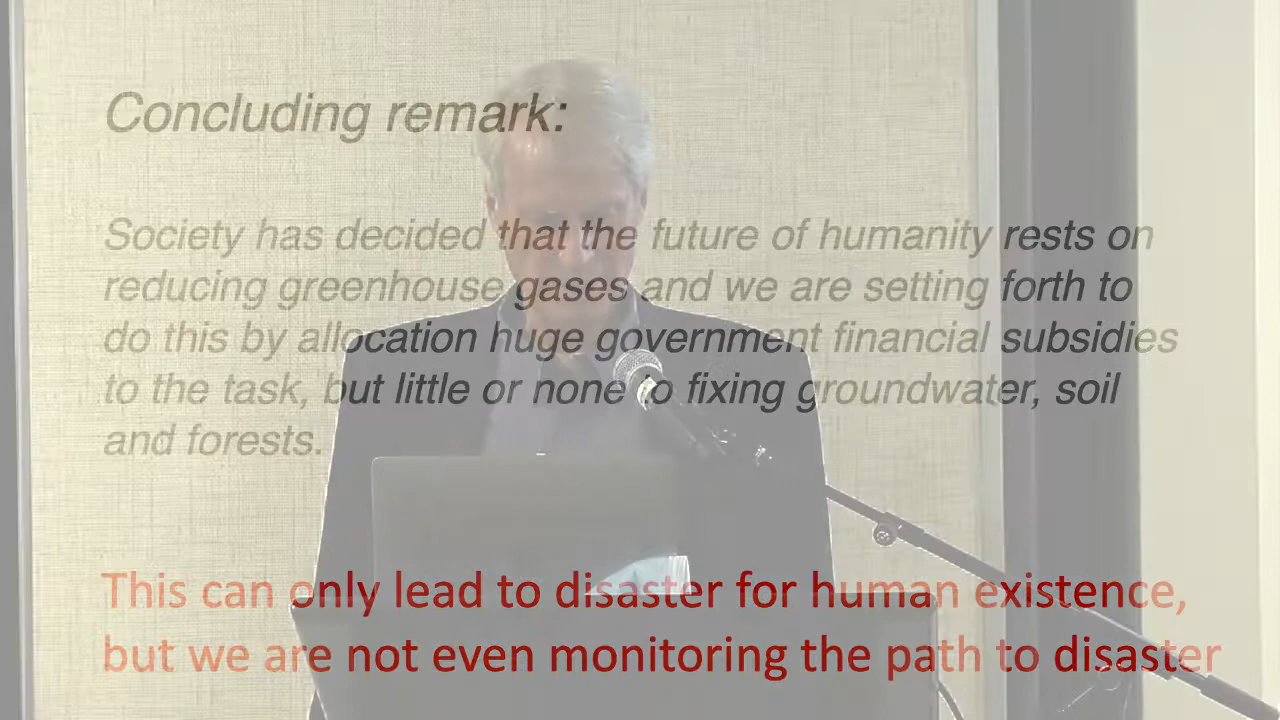 Concluding remark:
Society has decided that the future of humanity rests on
reducing greenhouse gases and we are setting forth to
do this by allocation huge government financial subsidies
to the task, but little or none to fixing groundwater, soil
and forests.
This can only lead to disaster for human existence,
but we are not even monitoring the path to disaster